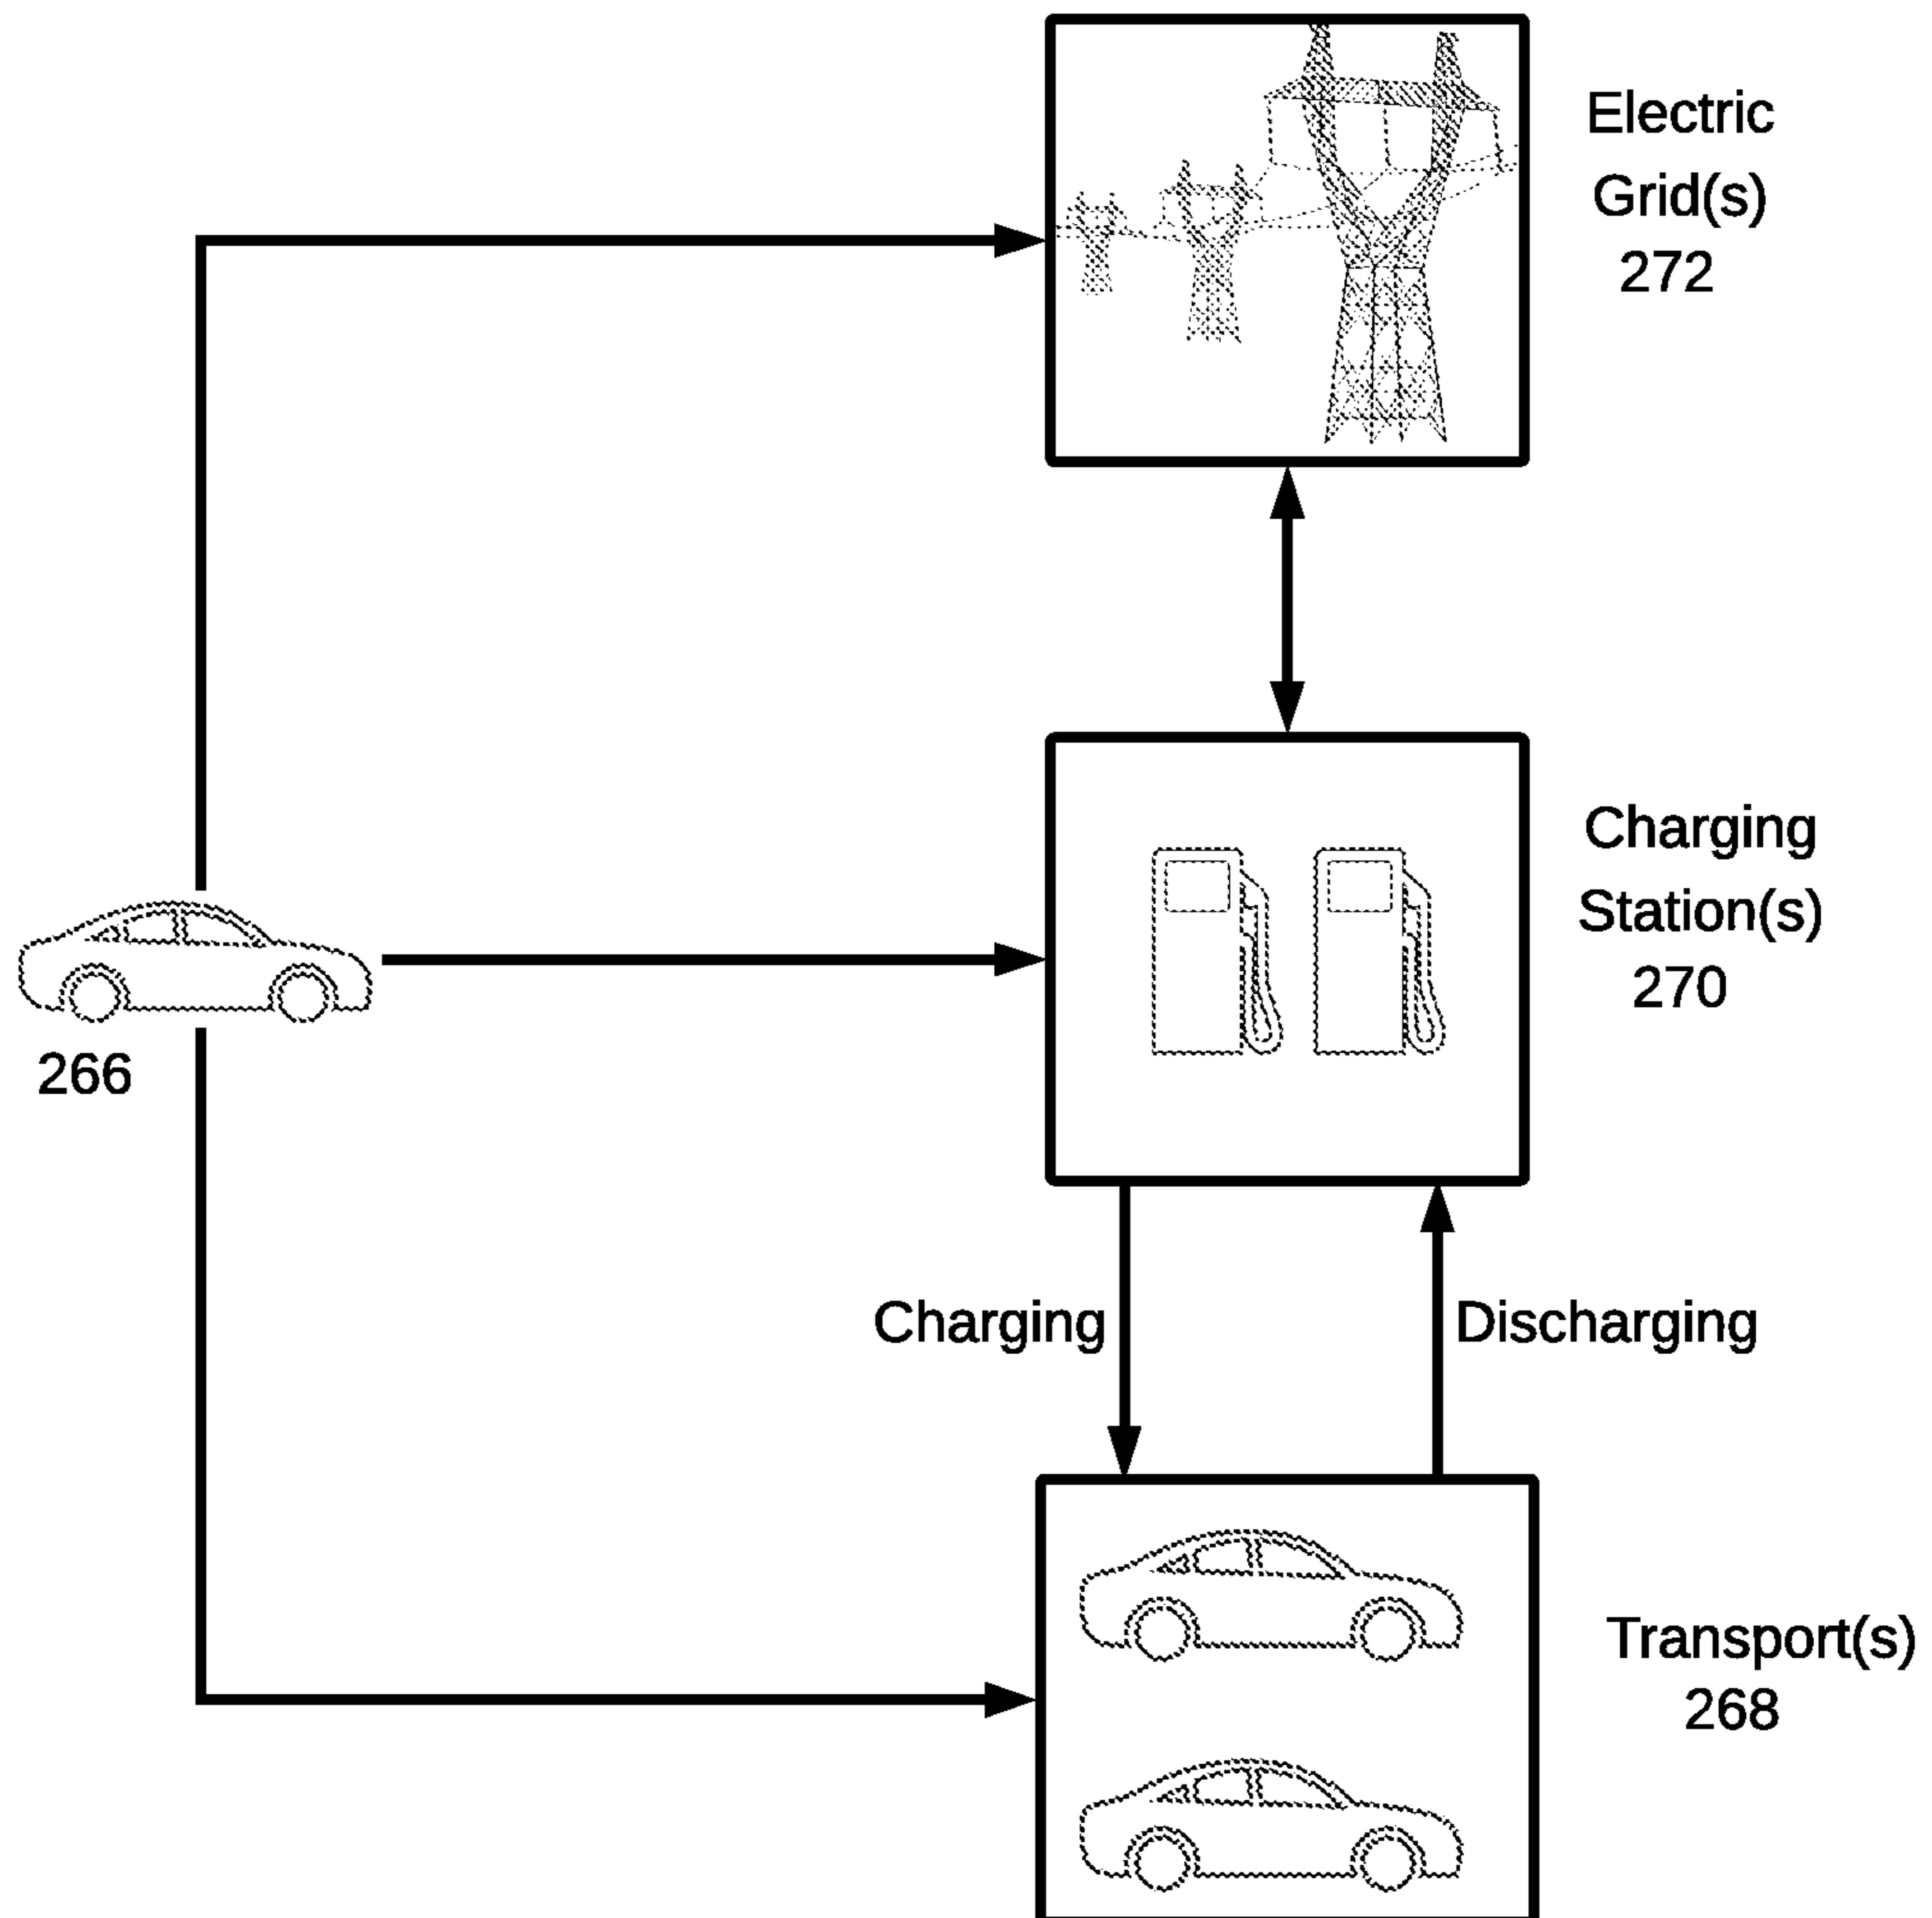 Electric
Grid(s)
272
Charging
Station(s)
270
266
Charging
Discharging
Transport(s)
268